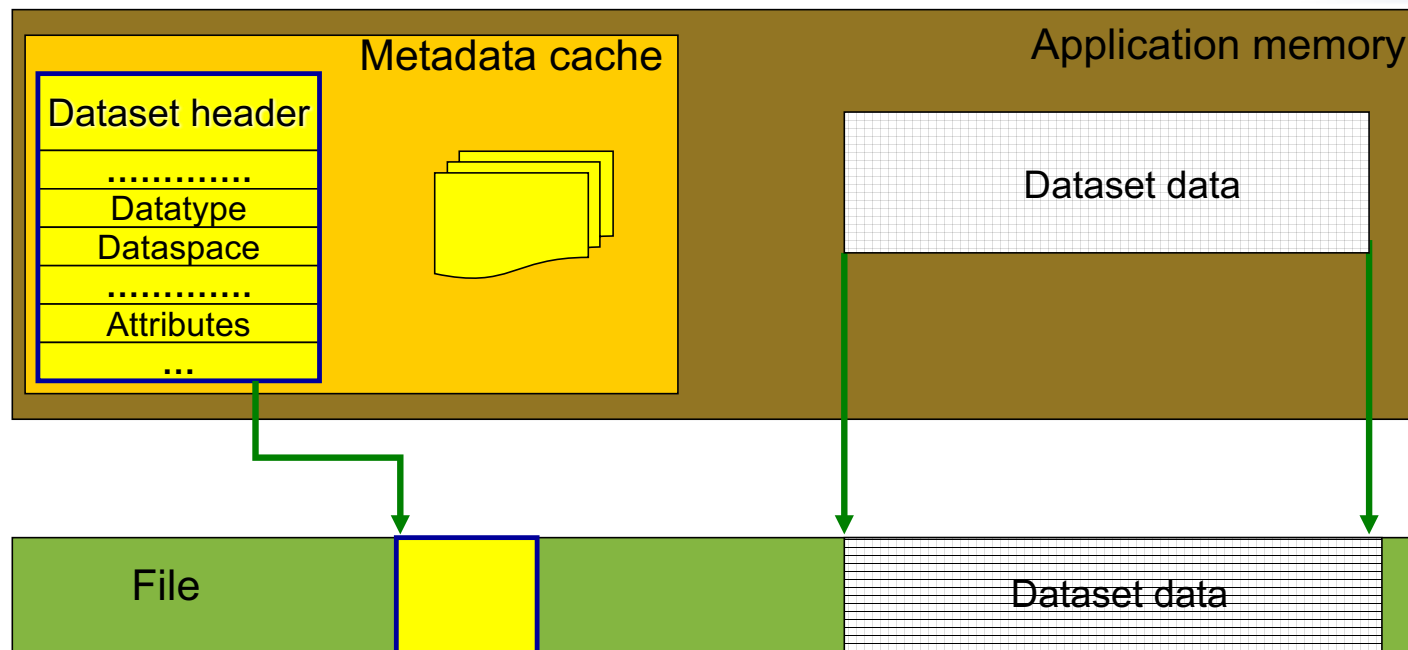 Metadata cache
Application memory
Dataset header
………….
Datatype
Dataspace
………….
Attributes
…
Dataset data
File
Dataset data